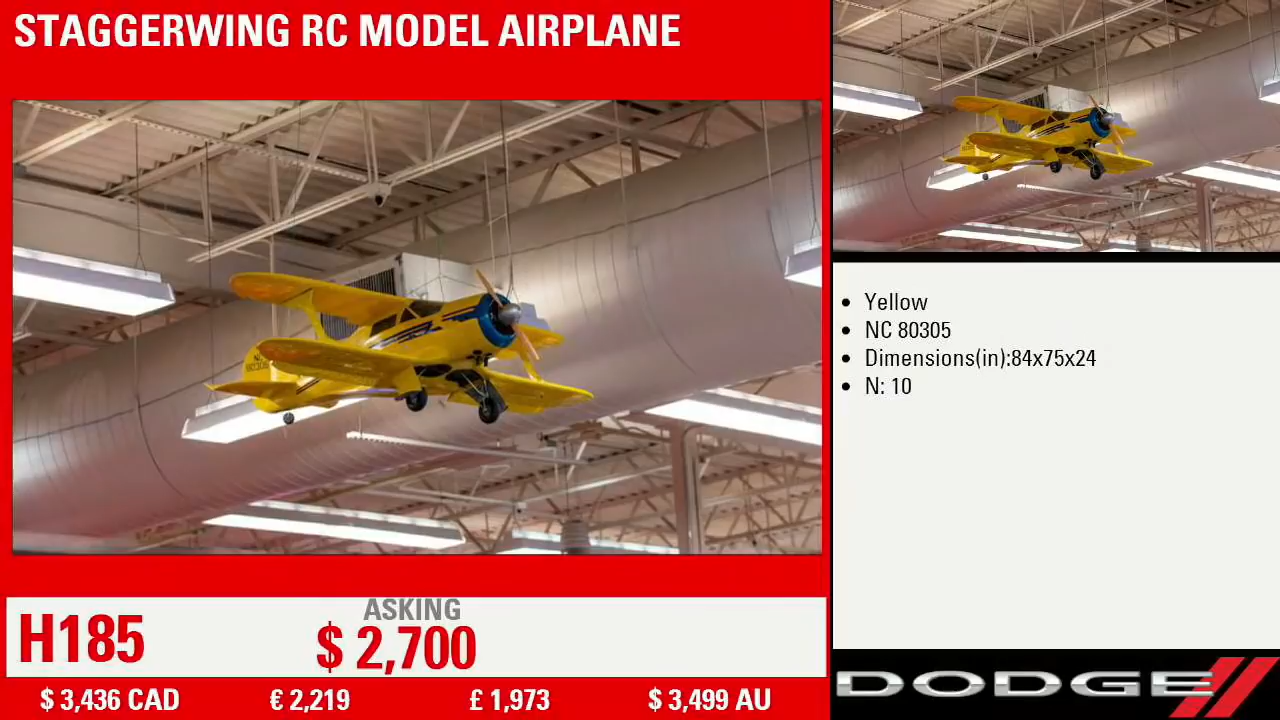 STAGGERWING RC MODEL AIRPLANE
H185
ASKING
$ 2,700
$ 3,436 CAD € 2,219 £ 1,973 $ 3,499 AU
• Yellow
• NC 80305
• Dimensions(in):84x75x24
• N: 10
DODGE